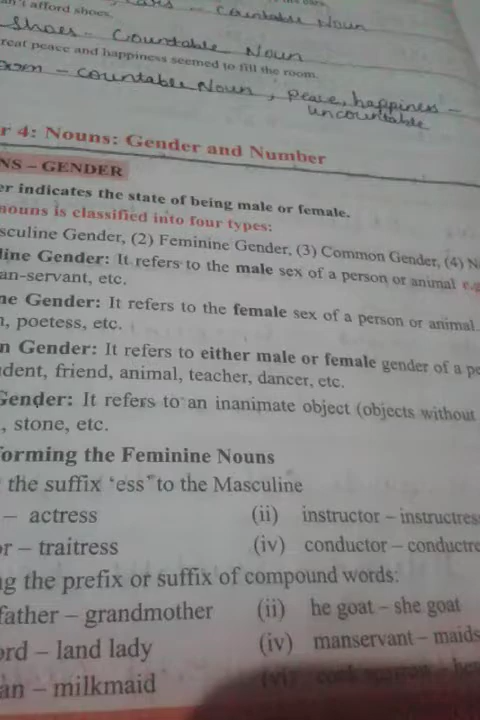 an't afford shoes.
Countable Noun
Shoes - Countable Noun
reat peace and happiness seemed to fill the room.
- countable Noun, peace, happiness -
uncountable
r 4: Nouns: Gender and Number
NS – GENDER
er indicates the state of being male or female.
nouns is classified into four types:
sculine Gender, (2) Feminine Gender, (3) Common Gender, (4) N
line Gender: It refers to the male sex of a person or animal e.g
an-servant, etc.
ne Gender: It refers to the female sex of a person or animal.
n, poetess, etc.
n Gender: It refers to either male or female gender of a pe
dent, friend, animal, teacher, dancer, etc.
Gender: It refers to an inanimate object (objects without
, stone, etc.
orming the Feminine Nouns
the suffix 'ess' to the Masculine
– actress (ii) instructor – instructres
r – traitress (iv) conductor – conductre
ng the prefix or suffix of compound words:
father – grandmother (ii) he goat – she goat
ord – land lady (iv) manservant – maids
an – milkmaid (vi)